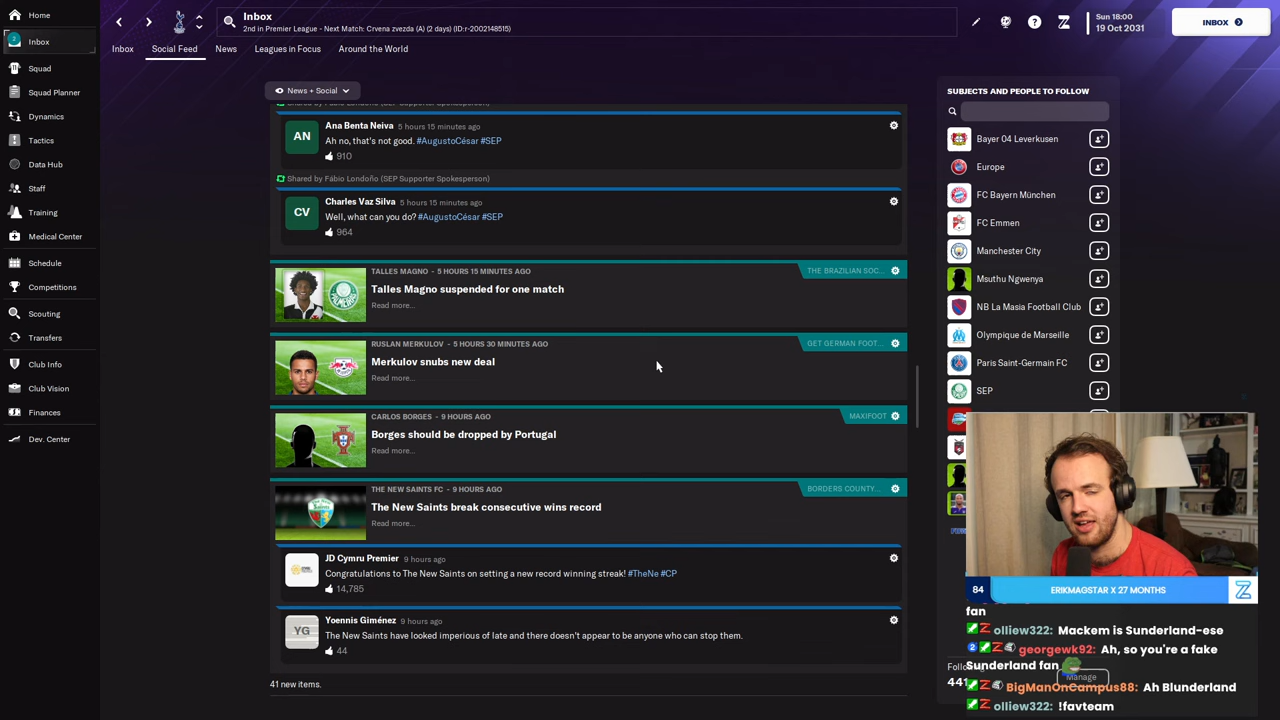 Home
2
Inbox
Squad
Squad Planner
Dynamics
Tactics
Data Hub
Staff
Training
Medical Center
Schedule
Competitions
Scouting
Transfers
Club Info
Club Vision
Finances
Dev. Center
Inbox
2nd in Premier League - Next Match: Crvena zvezda (A) (2 days) (ID:r-2002148515)
Sun 18:00
19 Oct 2031
INBOX
Inbox
Social Feed
News
Leagues in Focus
Around the World
News + Social
Shared by Fábio Londoño (SEP Supporter Spokesperson)
AN
Ana Benta Neiva 5 hours 15 minutes ago
Ah no, that's not good. #AugustoCésar #SEP
910
Shared by Fábio Londoño (SEP Supporter Spokesperson)
CV
Charles Vaz Silva 5 hours 15 minutes ago
Well, what can you do? #AugustoCésar #SEP
964
TALLES MAGNO - 5 HOURS 15 MINUTES AGO
THE BRAZILIAN SOC...
Talles Magno suspended for one match
Read more...
RUSLAN MERKULOV - 5 HOURS 30 MINUTES AGO
GET GERMAN FOOT...
Merkulov snubs new deal
Read more...
CARLOS BORGES - 9 HOURS AGO
MAXIFOOT
Borges should be dropped by Portugal
Read more...
THE NEW SAINTS FC - 9 HOURS AGO
BORDERS COUNTY...
The New Saints break consecutive wins record
Read more...
JD Cymru Premier 9 hours ago
Congratulations to The New Saints on setting a new record winning streak! #TheNe #CP
14,785
YG
Yoennis Giménez 9 hours ago
The New Saints have looked imperious of late and there doesn't appear to be anyone who can stop them.
44
41 new items.
SUBJECTS AND PEOPLE TO FOLLOW
Bayer 04 Leverkusen
Europe
FC Bayern München
FC Emmen
Manchester City
Msuthu Ngwenya
NB La Masia Football Club
Olympique de Marseille
Paris Saint-Germain FC
SEP
84
ERIKMAGSTAR X 27 MONTHS
Z
fan
olliew322: Mackem is Sunderland-ese
georgewk92: Ah, so you're a fake
Sunderland fan
Manage
441
BigManOnCampus88: Ah Blunderland
olliew322: !favteam